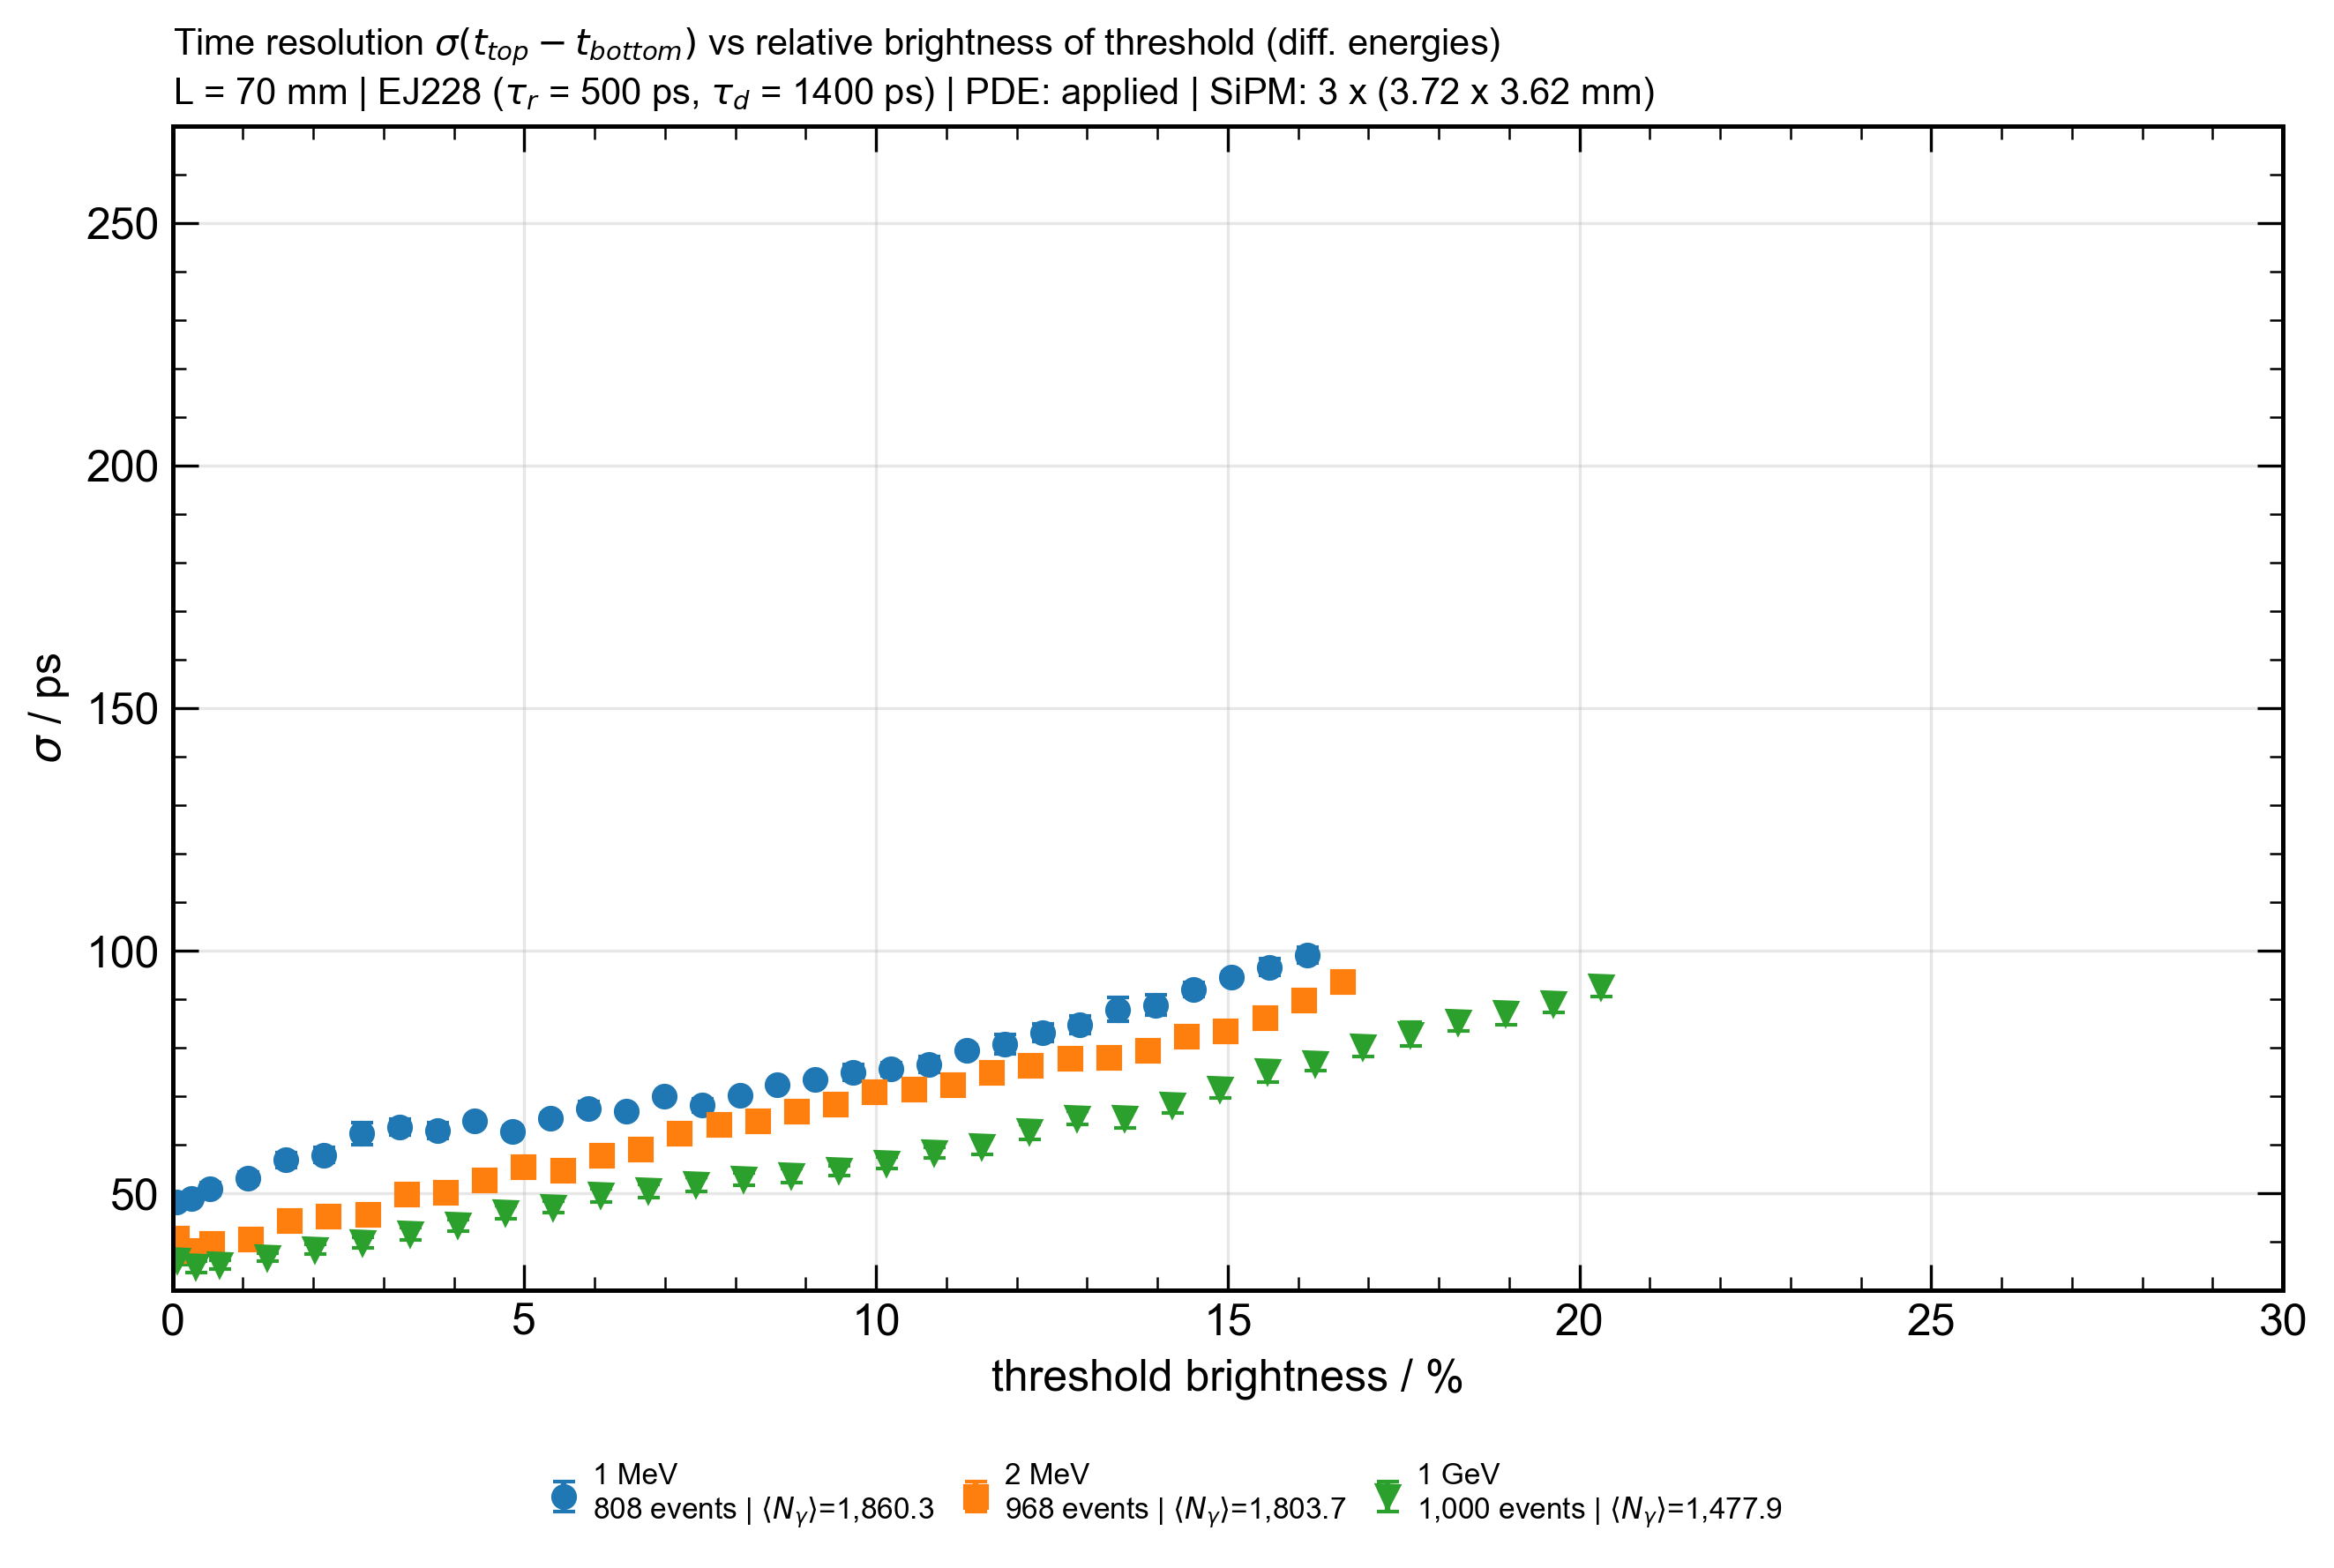 Time resolution σ(t_top − t_bottom) vs relative brightness of threshold (diff. energies)
L = 70 mm | EJ228 (τ_r = 500 ps, τ_d = 1400 ps) | PDE: applied | SiPM: 3 x (3.72 x 3.62 mm)
250
200
150
100
50
σ / ps
0 5 10 15 20 25 30
threshold brightness / %
1 MeV
808 events | ⟨N_γ⟩=1,860.3
2 MeV
968 events | ⟨N_γ⟩=1,803.7
1 GeV
1,000 events | ⟨N_γ⟩=1,477.9